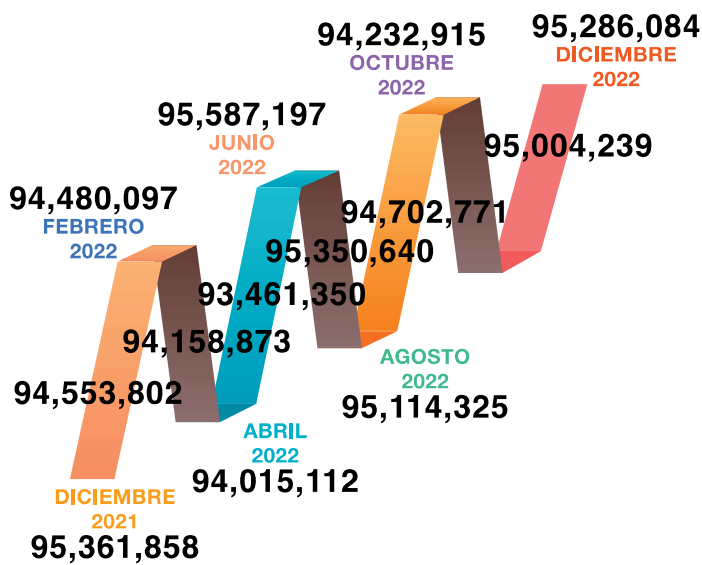 95,286,084
DICIEMBRE
2022
94,232,915
OCTUBRE
2022
95,004,239
95,587,197
JUNIO
2022
94,702,771
94,480,097
FEBRERO
2022
95,350,640
93,461,350
94,158,873
AGOSTO
2022
95,114,325
94,553,802
ABRIL
2022
94,015,112
DICIEMBRE
2021
95,361,858